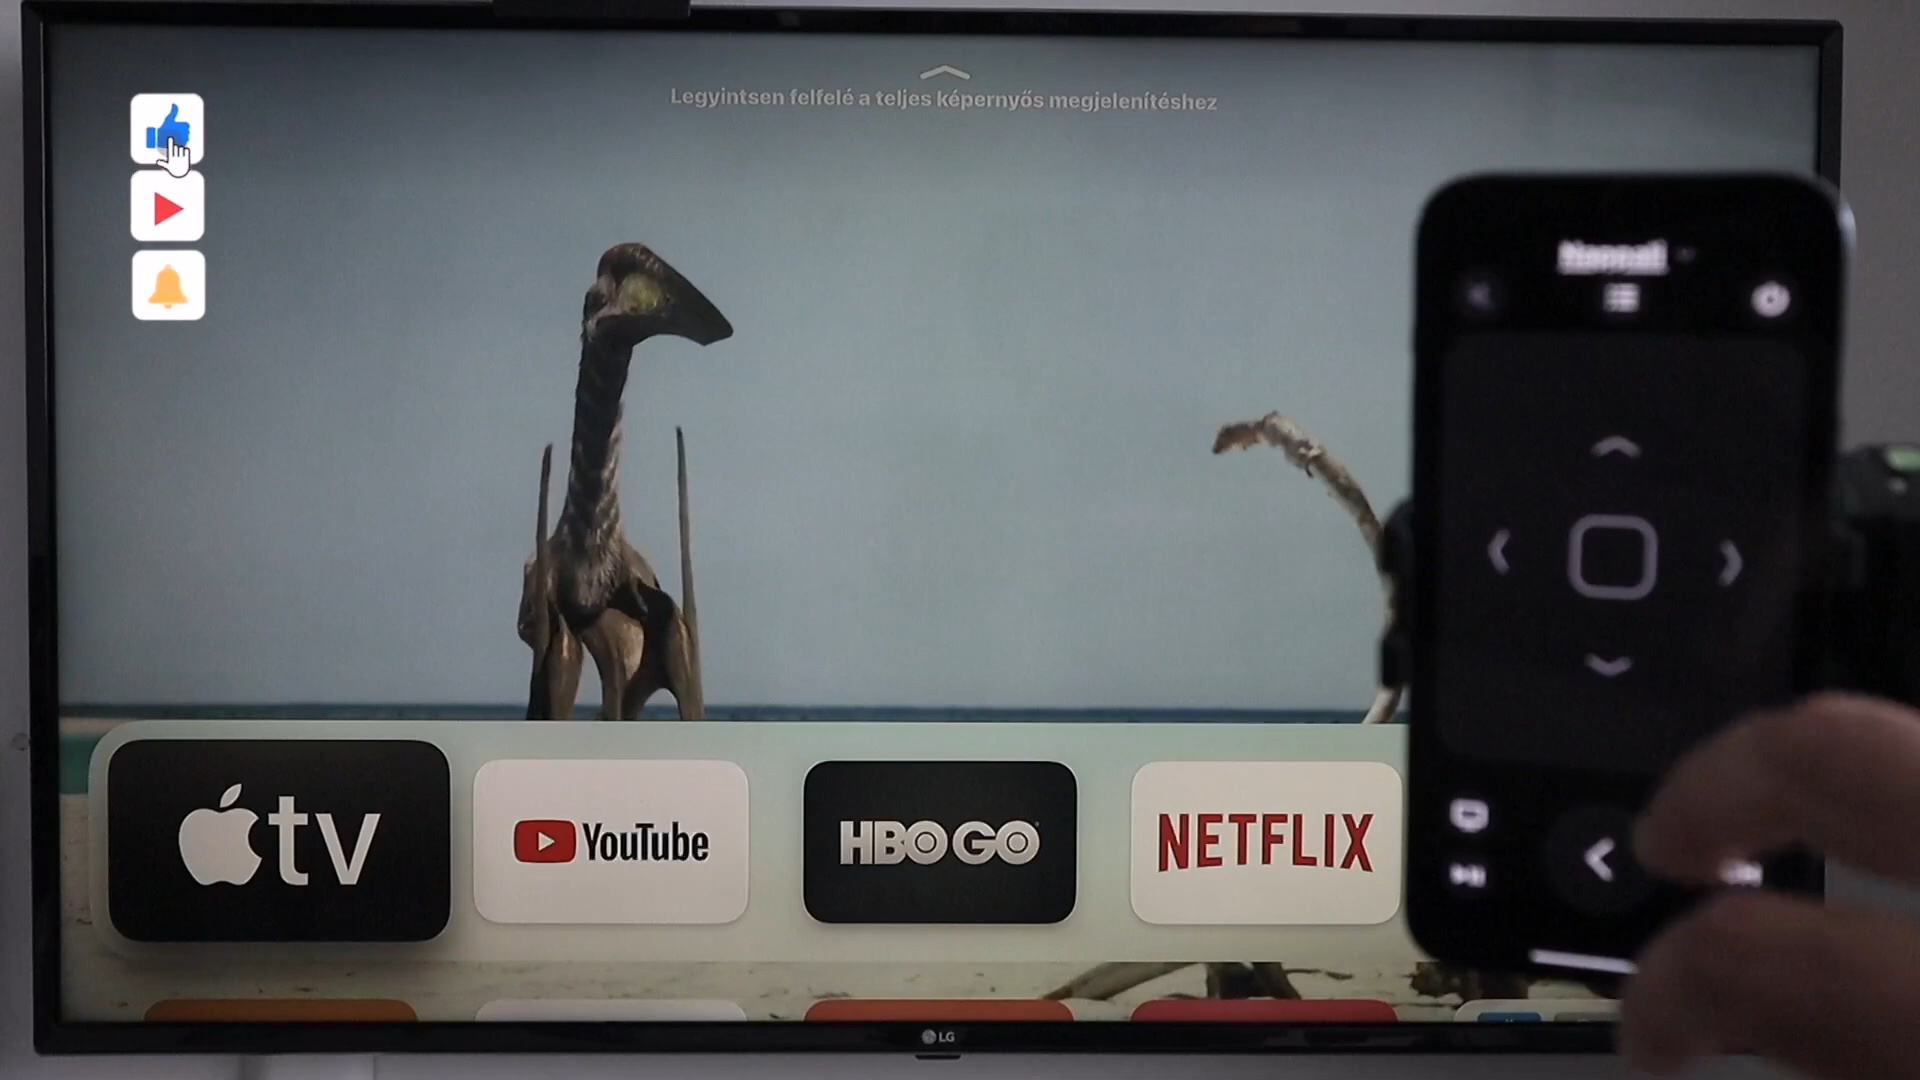 Legyintsen felfelé a teljes képernyős megjelenítéshez
tv
YouTube
HBO GO
NETFLIX
LG